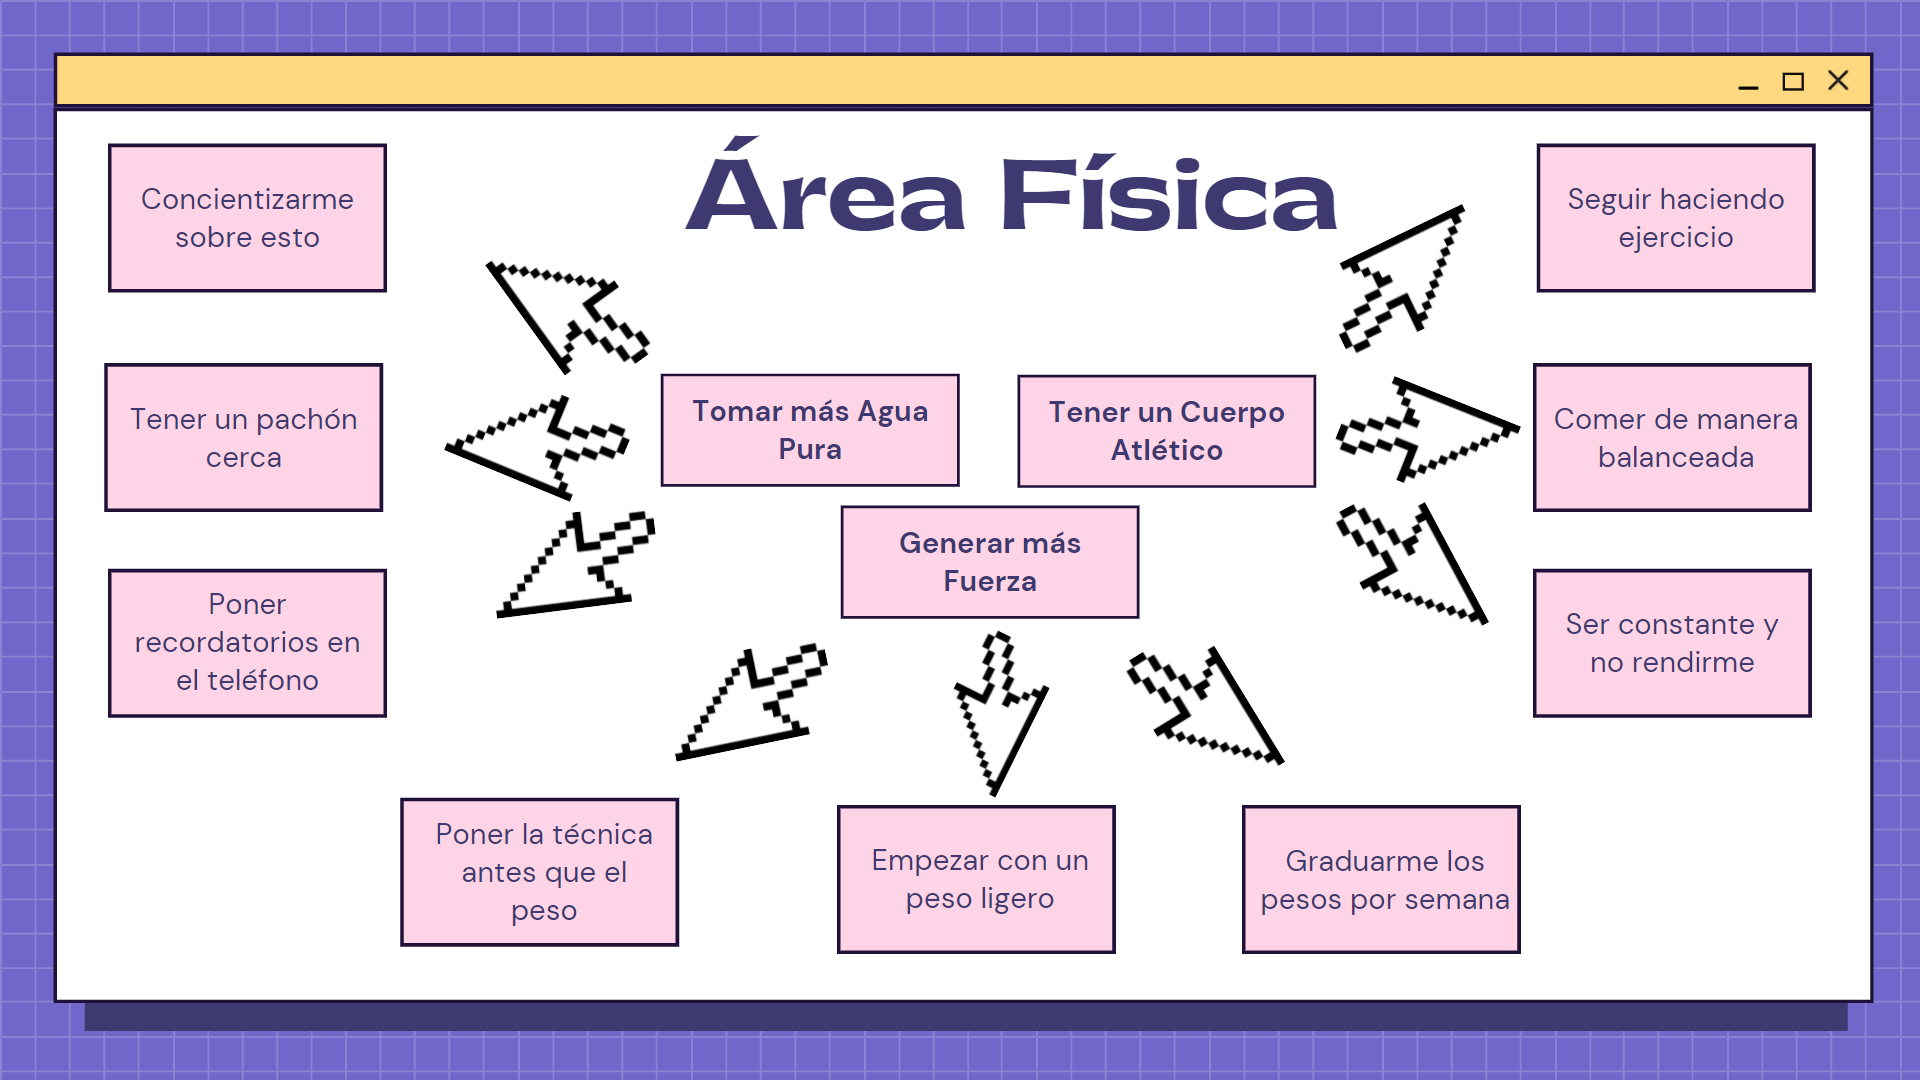 Área Física
Concientizarme
sobre esto
Seguir haciendo
ejercicio
Tener un pachón
cerca
Tomar más Agua
Pura
Tener un Cuerpo
Atlético
Comer de manera
balanceada
Generar más
Fuerza
Poner
recordatorios en
el teléfono
Ser constante y
no rendirme
Poner la técnica
antes que el
peso
Empezar con un
peso ligero
Graduarme los
pesos por semana